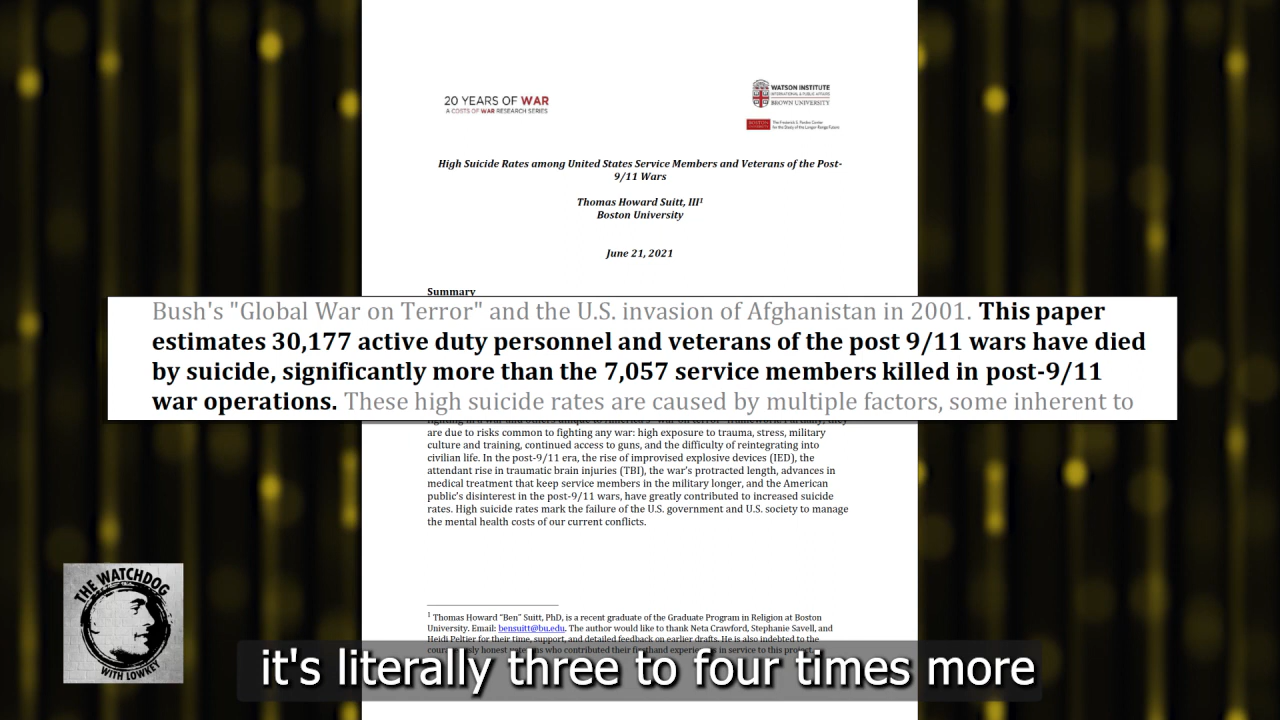 20 YEARS OF WAR
A COSTS OF WAR RESEARCH SERIES
WATSON INSTITUTE
INTERNATIONAL & PUBLIC AFFAIRS
BROWN UNIVERSITY
BOSTON
The Frederick S. Pardee Center
for the Study of the Longer-Range Future
High Suicide Rates among United States Service Members and Veterans of the Post-
9/11 Wars
Thomas Howard Suitt, III¹
Boston University
June 21, 2021
Summary
Bush's "Global War on Terror" and the U.S. invasion of Afghanistan in 2001. This paper
estimates 30,177 active duty personnel and veterans of the post 9/11 wars have died
by suicide, significantly more than the 7,057 service members killed in post-9/11
war operations. These high suicide rates are caused by multiple factors, some inherent to
are due to risks common to fighting any war: high exposure to trauma, stress, military
culture and training, continued access to guns, and the difficulty of reintegrating into
civilian life. In the post-9/11 era, the rise of improvised explosive devices (IED), the
attendant rise in traumatic brain injuries (TBI), the war's protracted length, advances in
medical treatment that keep service members in the military longer, and the American
public's disinterest in the post-9/11 wars, have greatly contributed to increased suicide
rates. High suicide rates mark the failure of the U.S. government and U.S. society to manage
the mental health costs of our current conflicts.
¹ Thomas Howard "Ben" Suitt, PhD, is a recent graduate of the Graduate Program in Religion at Boston
University. Email: bensuitt@bu.edu. The author would like to thank Neta Crawford, Stephanie Savell, and
Heidi Peltier for their time, support, and detailed feedback on earlier drafts. He is also indebted to the
THE WATCHDOG
WITH LOWKEY
it's literally three to four times more